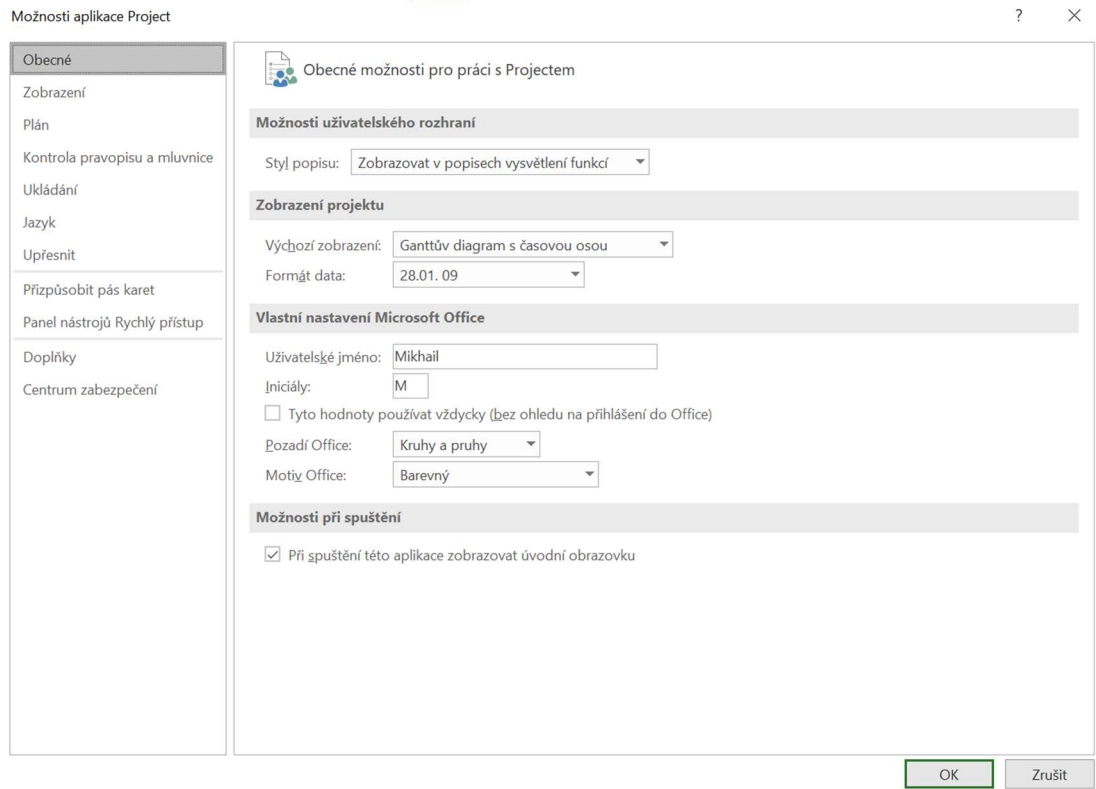 Možnosti aplikace Project
?
Obecné
Zobrazení
Plán
Kontrola pravopisu a mluvnice
Ukládání
Jazyk
Upřesnit
Přizpůsobit pás karet
Panel nástrojů Rychlý přístup
Doplňky
Centrum zabezpečení
Obecné možnosti pro práci s Projectem
Možnosti uživatelského rozhraní
Styl popisu: Zobrazovat v popisech vysvětlení funkcí
Zobrazení projektu
Výchozí zobrazení: Ganttův diagram s časovou osou
Formát data: 28.01. 09
Vlastní nastavení Microsoft Office
Uživatelské jméno: Mikhail
Iniciály: M
Tyto hodnoty používat vždycky (bez ohledu na přihlášení do Office)
Pozadí Office: Kruhy a pruhy
Motiv Office: Barevný
Možnosti při spuštění
Při spuštění této aplikace zobrazovat úvodní obrazovku
OK Zrušit